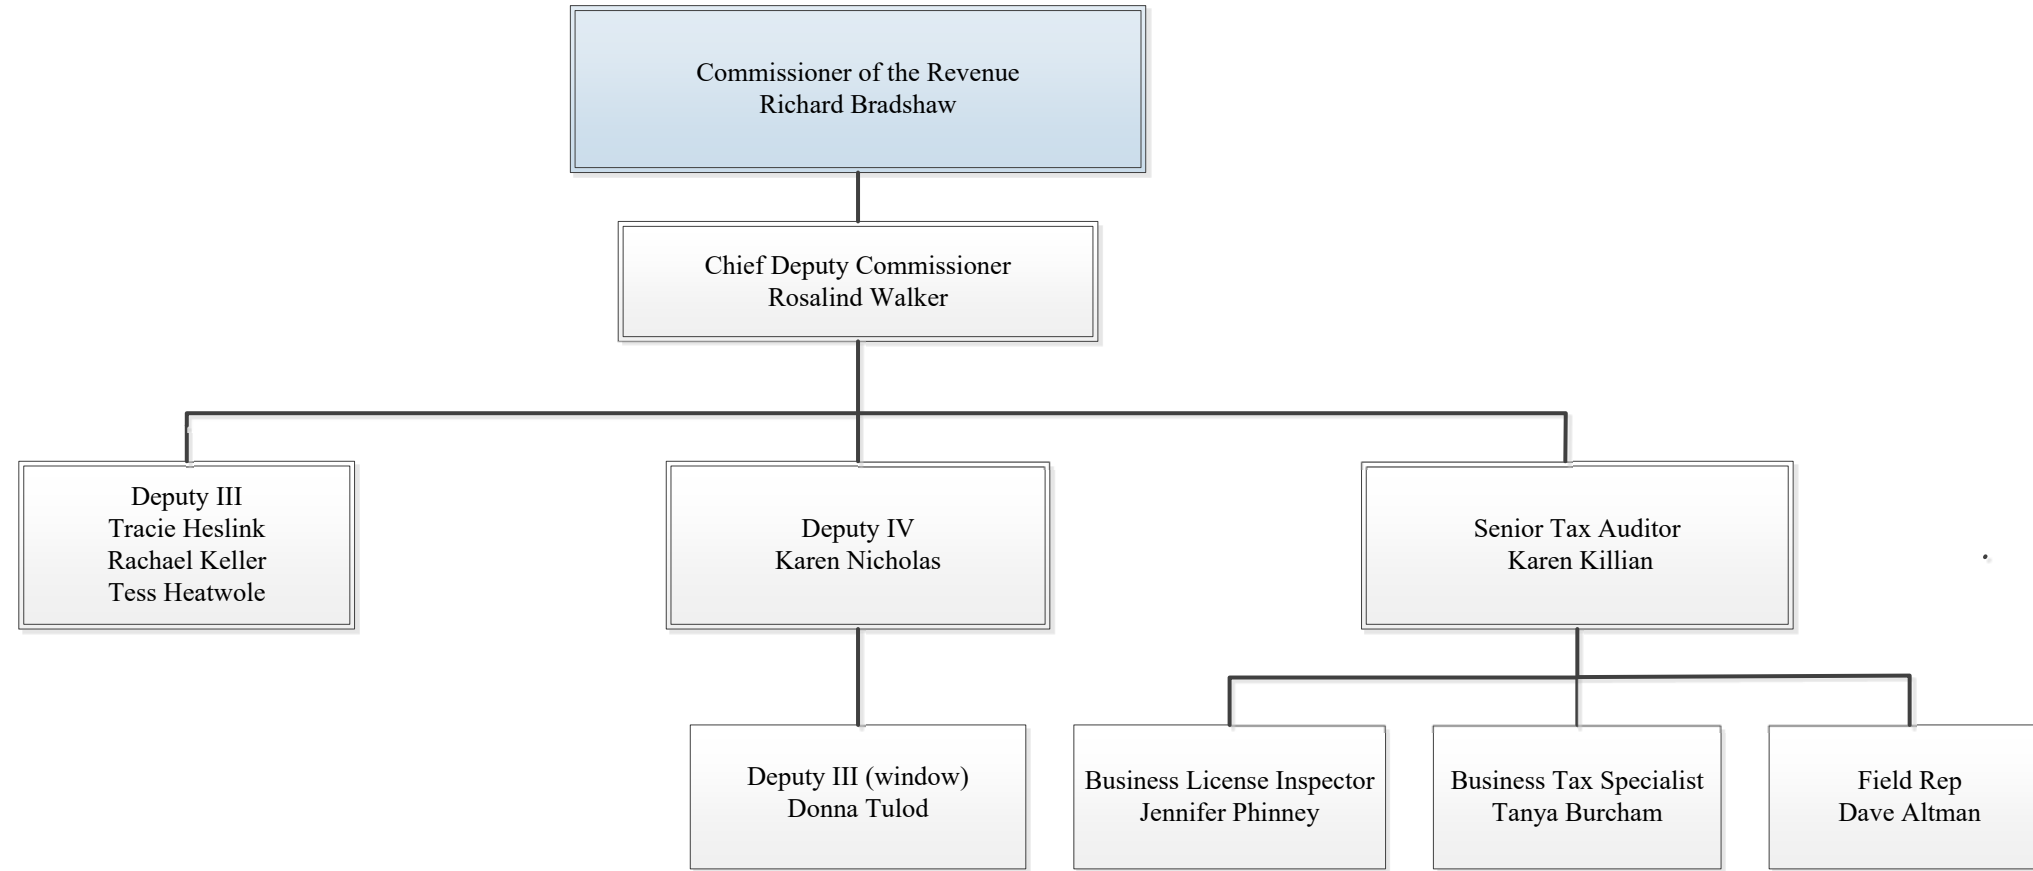 Commissioner of the Revenue
Richard Bradshaw
Chief Deputy Commissioner
Rosalind Walker
Deputy III
Tracie Heslink
Rachael Keller
Tess Heatwole
Deputy IV
Karen Nicholas
Senior Tax Auditor
Karen Killian
Deputy III (window)
Donna Tulod
Business License Inspector
Jennifer Phinney
Business Tax Specialist
Tanya Burcham
Field Rep
Dave Altman